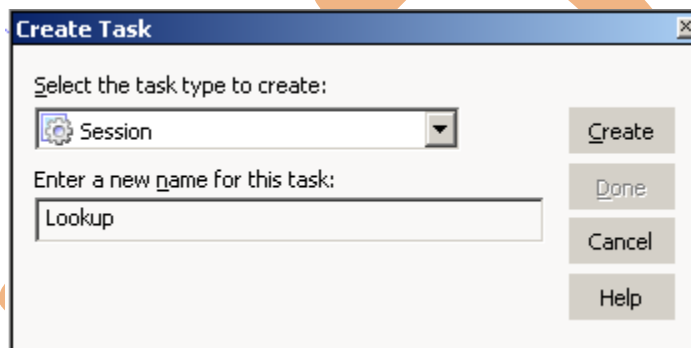 Create Task
Select the task type to create:
Session
Create
Enter a new name for this task:
Done
Lookup
Cancel
Help